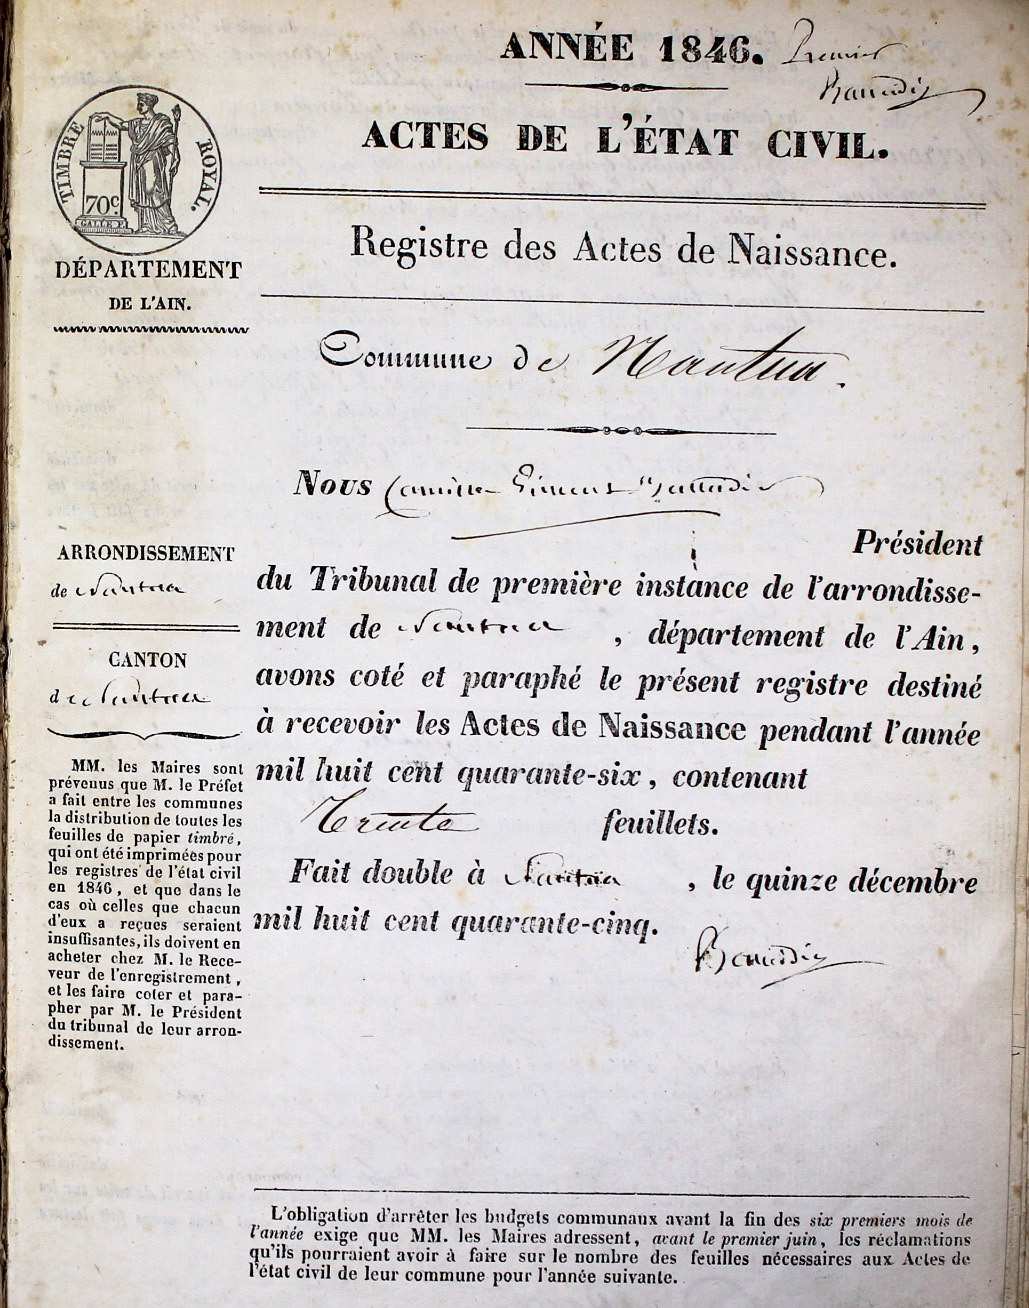 ANNÉE 1846. Premier
Baudin
ACTES DE L'ÉTAT CIVIL.
TIMBRE ROYAL.
70c.
DÉPARTEMENT
DE L'AIN.
Registre des Actes de Naissance.
Commune de Nantua.
Nous
Président
du Tribunal de première instance de l'arrondisse-
ment de Nantua , département de l'Ain,
avons coté et paraphé le présent registre destiné
à recevoir les Actes de Naissance pendant l'année
mil huit cent quarante-six, contenant
Trente feuillets.
Fait double à Nantua , le quinze décembre
mil huit cent quarante-cinq.
ARRONDISSEMENT
de Nantua
CANTON
de Nantua
MM. les Maires sont
prévenus que M. le Préfet
a fait entre les communes
la distribution de toutes les
feuilles de papier timbré,
qui ont été imprimées pour
les registres de l'état civil
en 1846, et que dans le
cas où celles que chacun
d'eux a reçues seraient
insuffisantes, ils doivent en
acheter chez M. le Rece-
veur de l'enregistrement,
et les faire coter et para-
pher par M. le Président
du tribunal de leur arron-
dissement.
L'obligation d'arrêter les budgets communaux avant la fin des six premiers mois de
l'année exige que MM. les Maires adressent, avant le premier juin, les réclamations
qu'ils pourraient avoir à faire sur le nombre des feuilles nécessaires aux Actes de
l'état civil de leur commune pour l'année suivante.